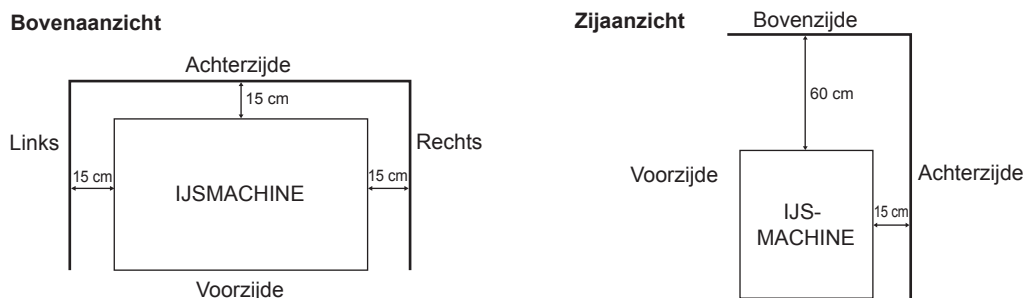 Bovenaanzicht
Achterzijde
15 cm
Links
Rechts
15 cm
15 cm
IJSMACHINE
Voorzijde
Zijaanzicht
Bovenzijde
60 cm
Voorzijde
Achterzijde
IJS-
MACHINE
15 cm